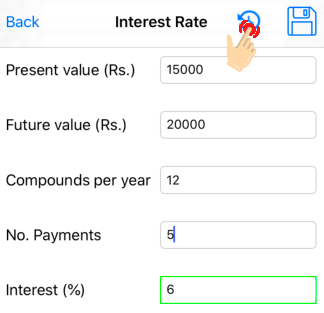 Back Interest Rate
Present value (Rs.) 15000
Future value (Rs.) 20000
Compounds per year 12
No. Payments 5
Interest (%) 6